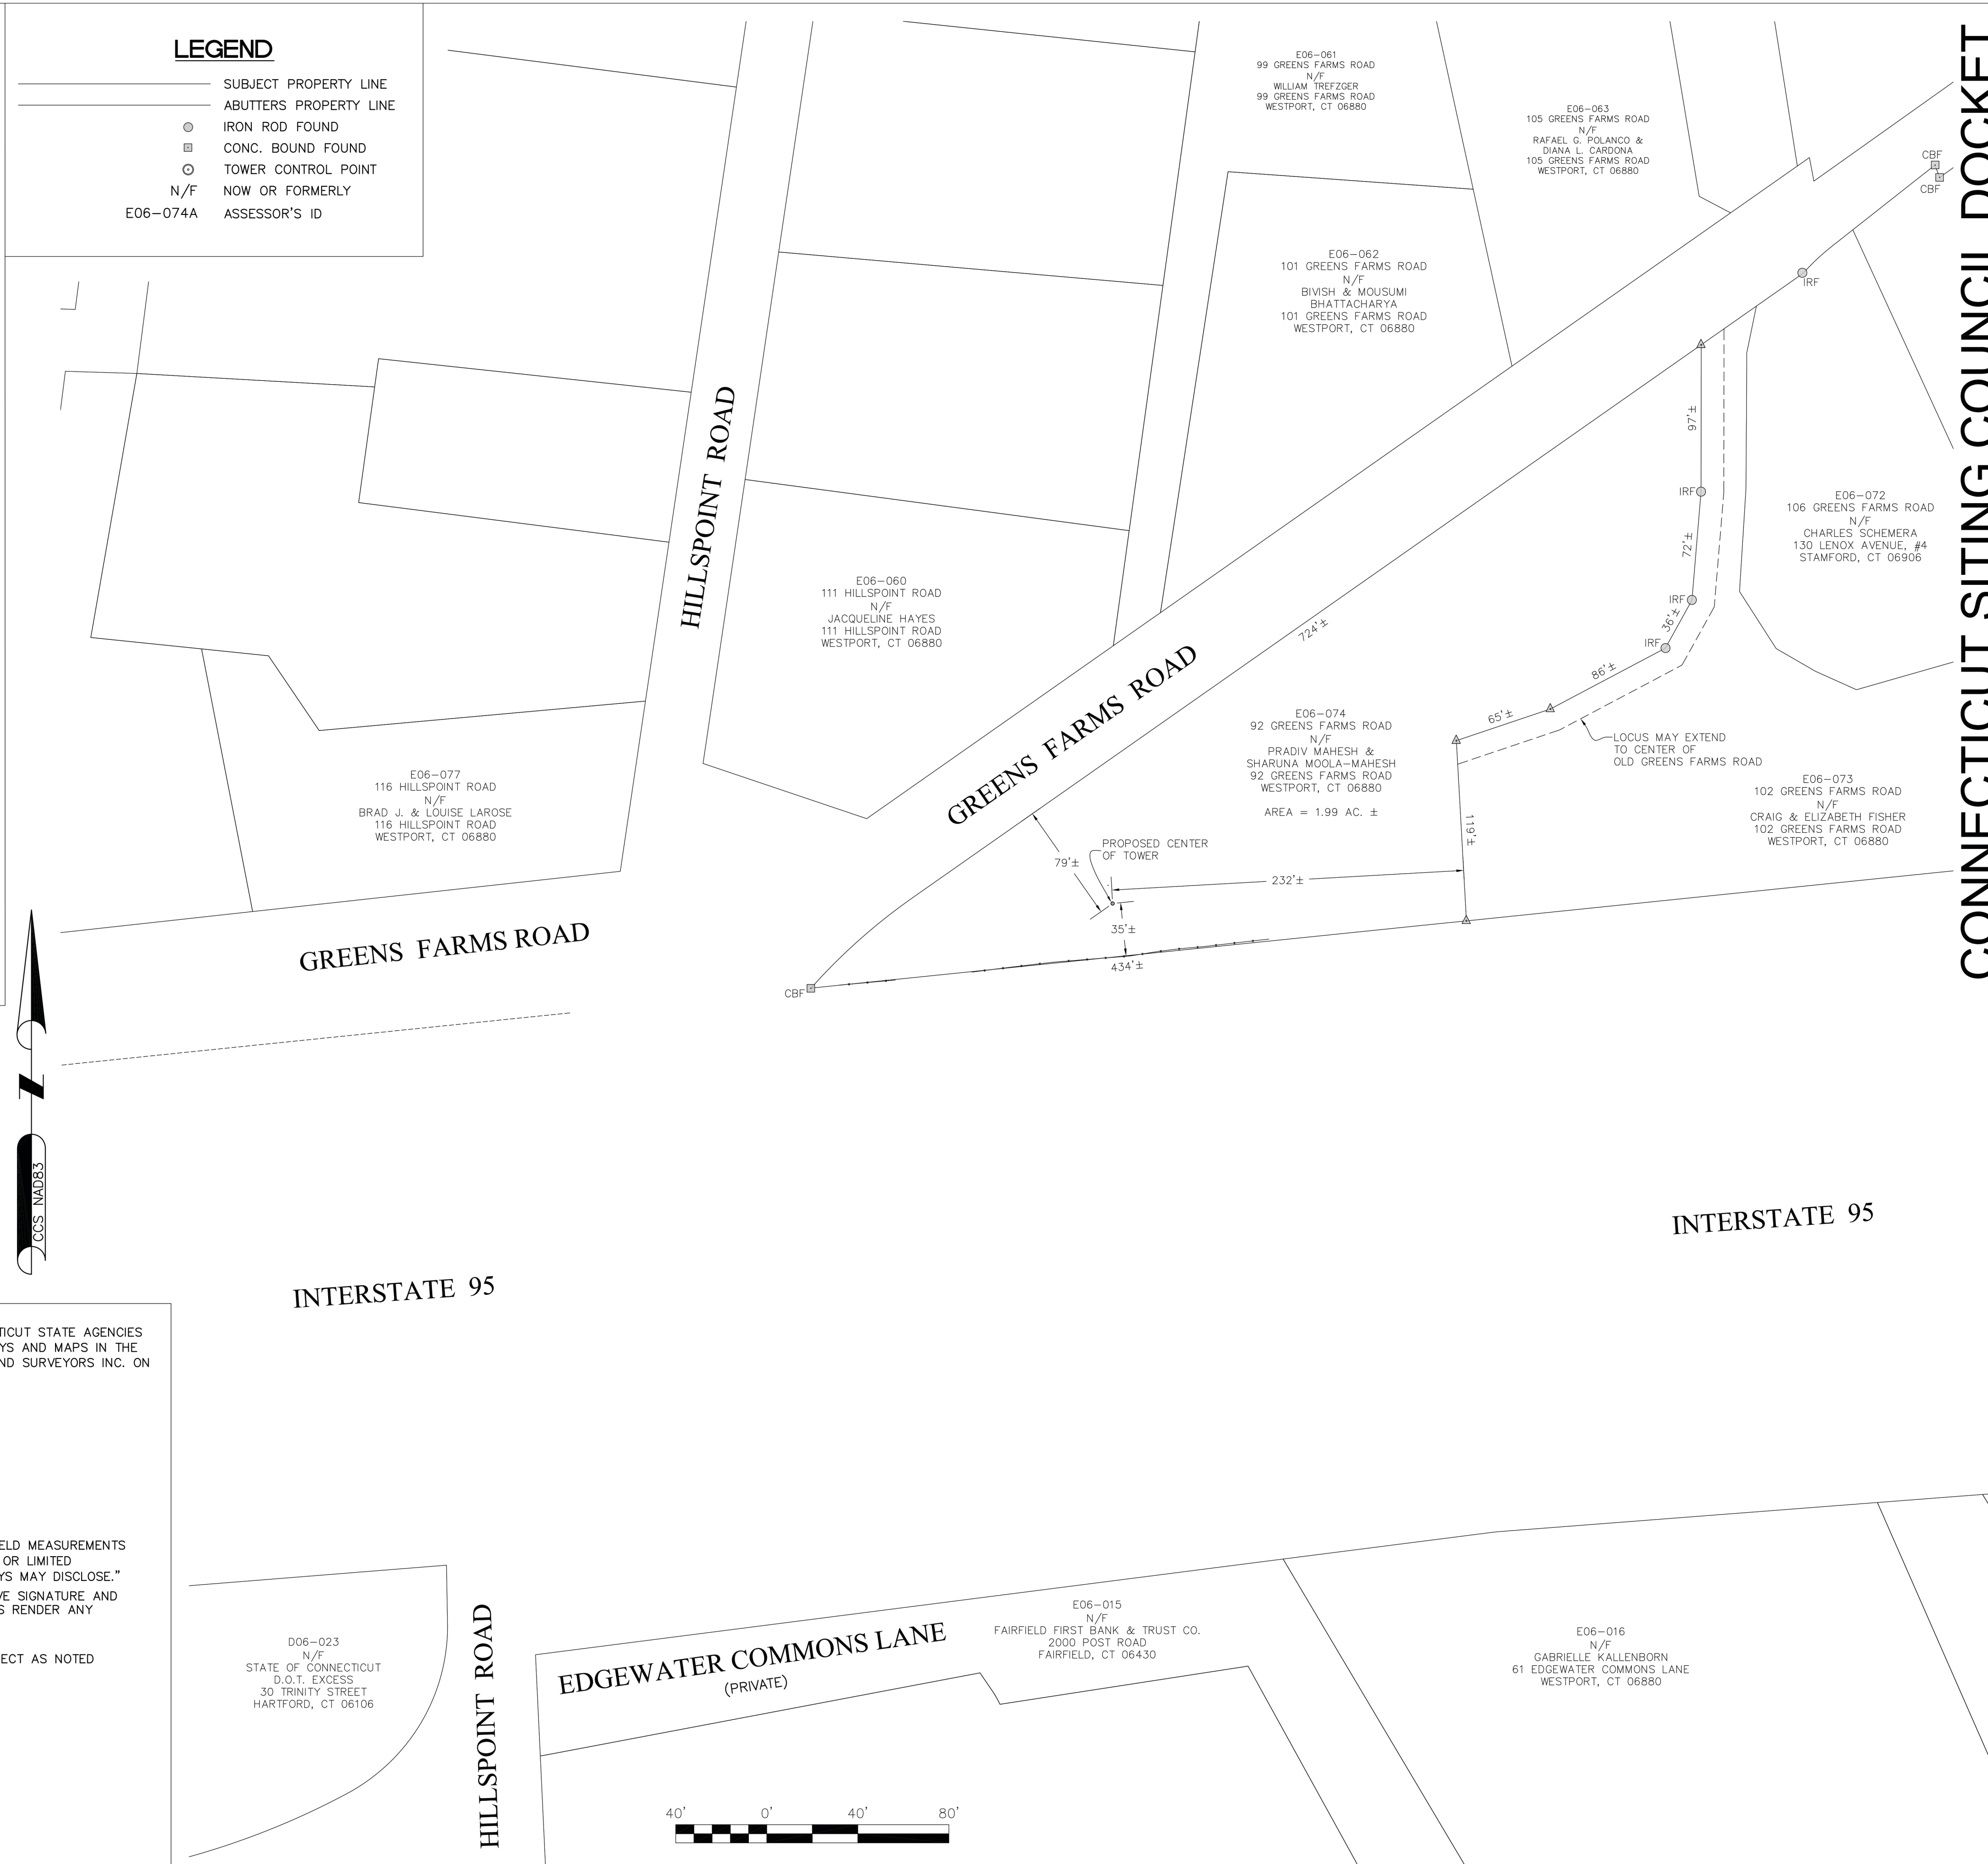 LEGEND
SUBJECT PROPERTY LINE
ABUTTERS PROPERTY LINE
IRON ROD FOUND
CONC. BOUND FOUND
TOWER CONTROL POINT
N/F NOW OR FORMERLY
E06-074A ASSESSOR'S ID
E06-061
99 GREENS FARMS ROAD
N/F
WILLIAM TREFZGER
99 GREENS FARMS ROAD
WESTPORT, CT 06880
E06-063
105 GREENS FARMS ROAD
N/F
RAFAEL G. POLANCO &
DIANA L. CARDONA
105 GREENS FARMS ROAD
WESTPORT, CT 06880
CBF
CBF
CONNECTICUT SITING COUNCIL DOCKET
E06-062
101 GREENS FARMS ROAD
N/F
BIVISH & MOUSUMI
BHATTACHARYA
101 GREENS FARMS ROAD
WESTPORT, CT 06880
IRF
97'±
IRF
72'±
IRF
36'±
IRF
86'±
65'±
E06-072
106 GREENS FARMS ROAD
N/F
CHARLES SCHEMERA
130 LENOX AVENUE, #4
STAMFORD, CT 06906
HILLSPOINT ROAD
E06-060
111 HILLSPOINT ROAD
N/F
JACQUELINE HAYES
111 HILLSPOINT ROAD
WESTPORT, CT 06880
724'±
GREENS FARMS ROAD
E06-074
92 GREENS FARMS ROAD
N/F
PRADIV MAHESH &
SHARUNA MOOLA-MAHESH
92 GREENS FARMS ROAD
WESTPORT, CT 06880
AREA = 1.99 AC. ±
LOCUS MAY EXTEND
TO CENTER OF
OLD GREENS FARMS ROAD
E06-073
102 GREENS FARMS ROAD
N/F
CRAIG & ELIZABETH FISHER
102 GREENS FARMS ROAD
WESTPORT, CT 06880
E06-077
116 HILLSPOINT ROAD
N/F
BRAD J. & LOUISE LAROSE
116 HILLSPOINT ROAD
WESTPORT, CT 06880
119'±
PROPOSED CENTER
OF TOWER
79'±
232'±
35'±
434'±
CBF
GREENS FARMS ROAD
N
CCS NAD83
INTERSTATE 95
INTERSTATE 95
TICUT STATE AGENCIES
YS AND MAPS IN THE
ND SURVEYORS INC. ON
ELD MEASUREMENTS
OR LIMITED
YS MAY DISCLOSE."
VE SIGNATURE AND
S RENDER ANY
ECT AS NOTED
D06-023
N/F
STATE OF CONNECTICUT
D.O.T. EXCESS
30 TRINITY STREET
HARTFORD, CT 06106
HILLSPOINT ROAD
EDGEWATER COMMONS LANE
(PRIVATE)
E06-015
N/F
FAIRFIELD FIRST BANK & TRUST CO.
2000 POST ROAD
FAIRFIELD, CT 06430
E06-016
N/F
GABRIELLE KALLENBORN
61 EDGEWATER COMMONS LANE
WESTPORT, CT 06880
40' 0' 40' 80'